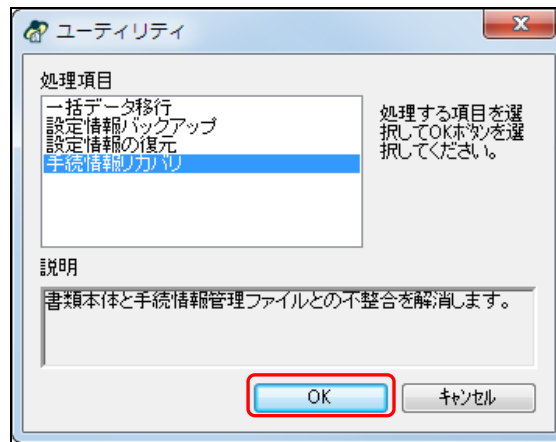 ユーティリティ
処理項目
一括データ移行
設定情報バックアップ
設定情報の復元
手続情報リカバリ
処理する項目を選
択してOKボタンを選
択してください。
説明
書類本体と手続情報管理ファイルとの不整合を解消します。
OK
キャンセル